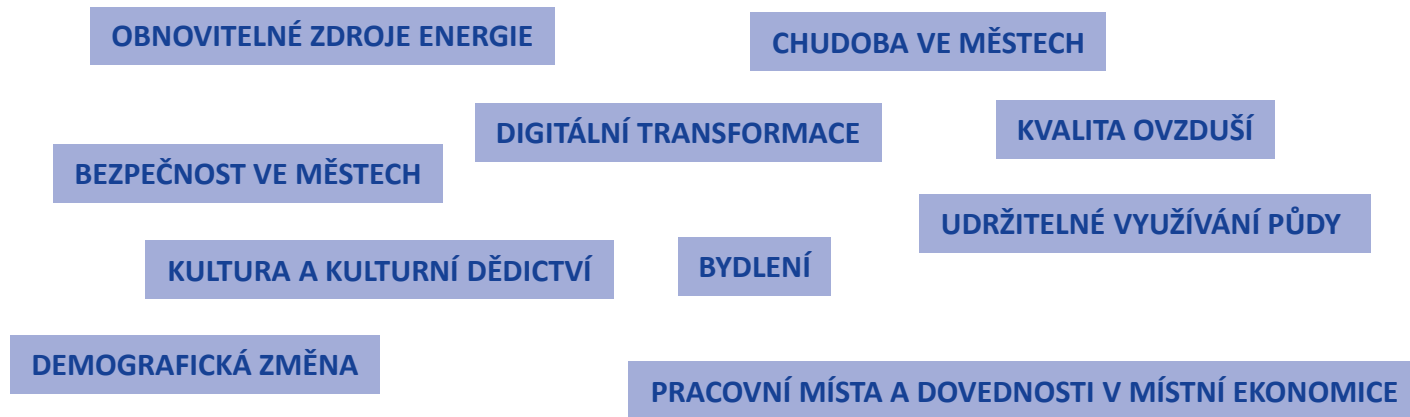 OBNOVITELNÉ ZDROJE ENERGIE
CHUDOBA VE MĚSTECH
DIGITÁLNÍ TRANSFORMACE
KVALITA OVZDUŠÍ
BEZPEČNOST VE MĚSTECH
UDRŽITELNÉ VYUŽÍVÁNÍ PŮDY
KULTURA A KULTURNÍ DĚDICTVÍ
BYDLENÍ
DEMOGRAFICKÁ ZMĚNA
PRACOVNÍ MÍSTA A DOVEDNOSTI V MÍSTNÍ EKONOMICE